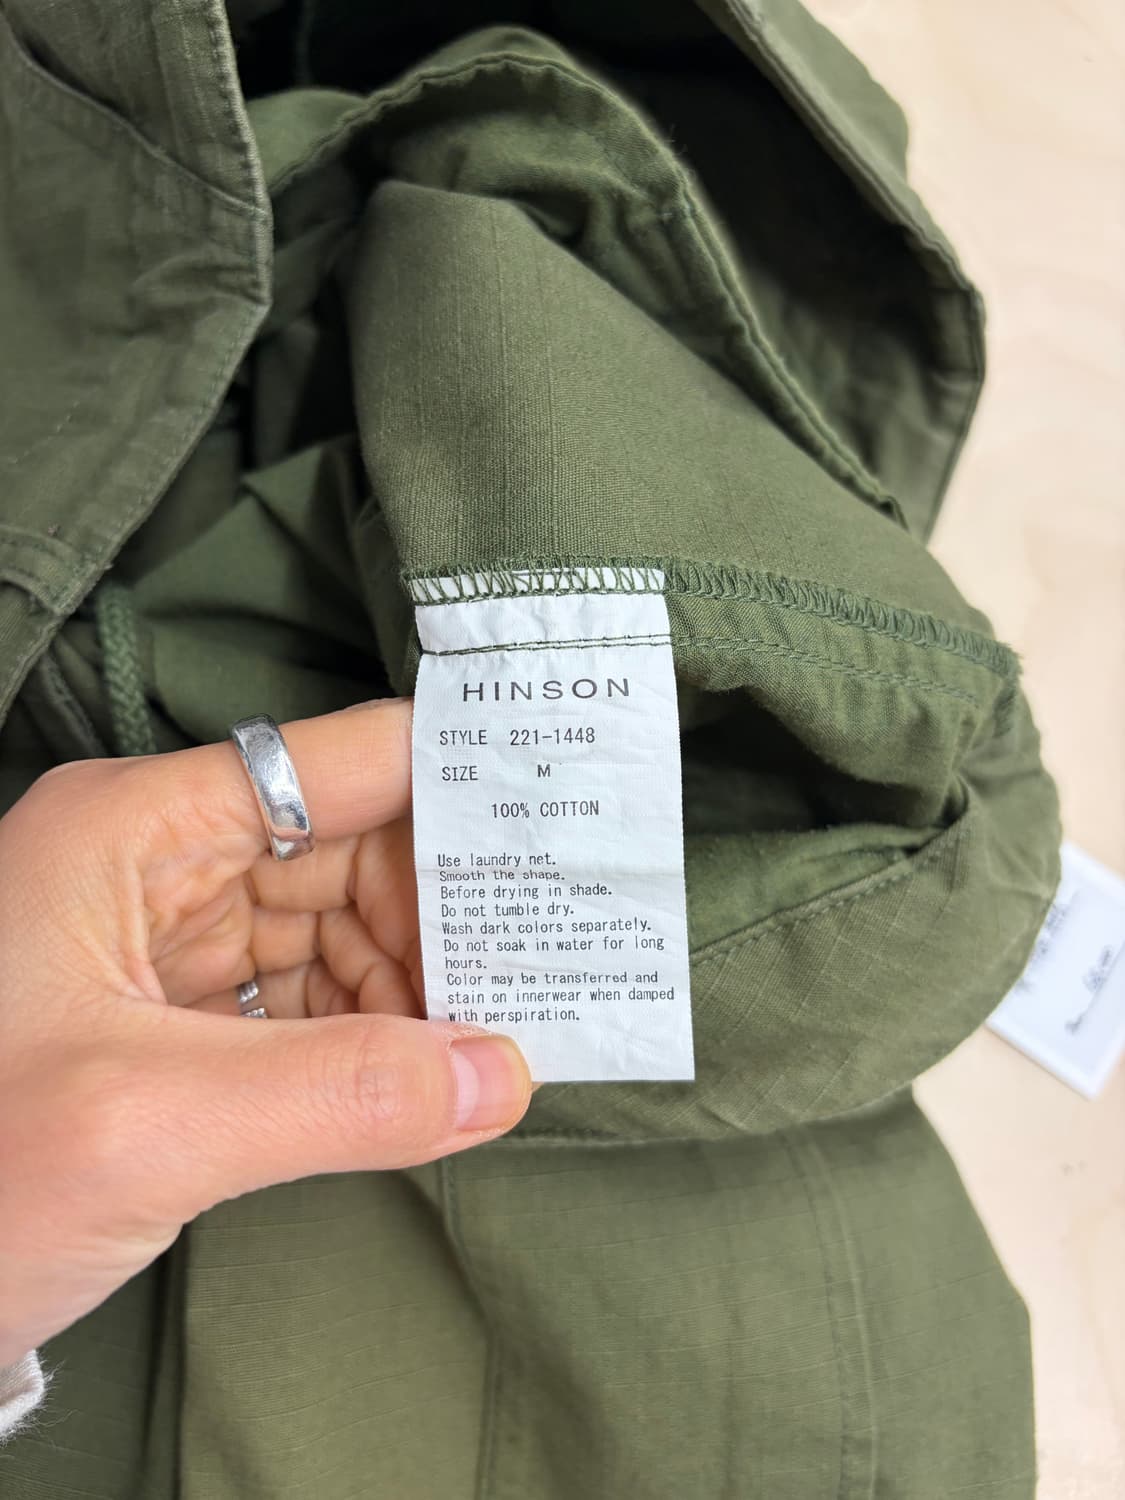 HINSON
STYLE 221-1448
SIZE M
100% COTTON
Use laundry net.
Smooth the shape.
Before drying in shade.
Do not tumble dry.
Wash dark colors separately.
Do not soak in water for long
hours.
Color may be transferred and
stain on innerwear when damped
with perspiration.